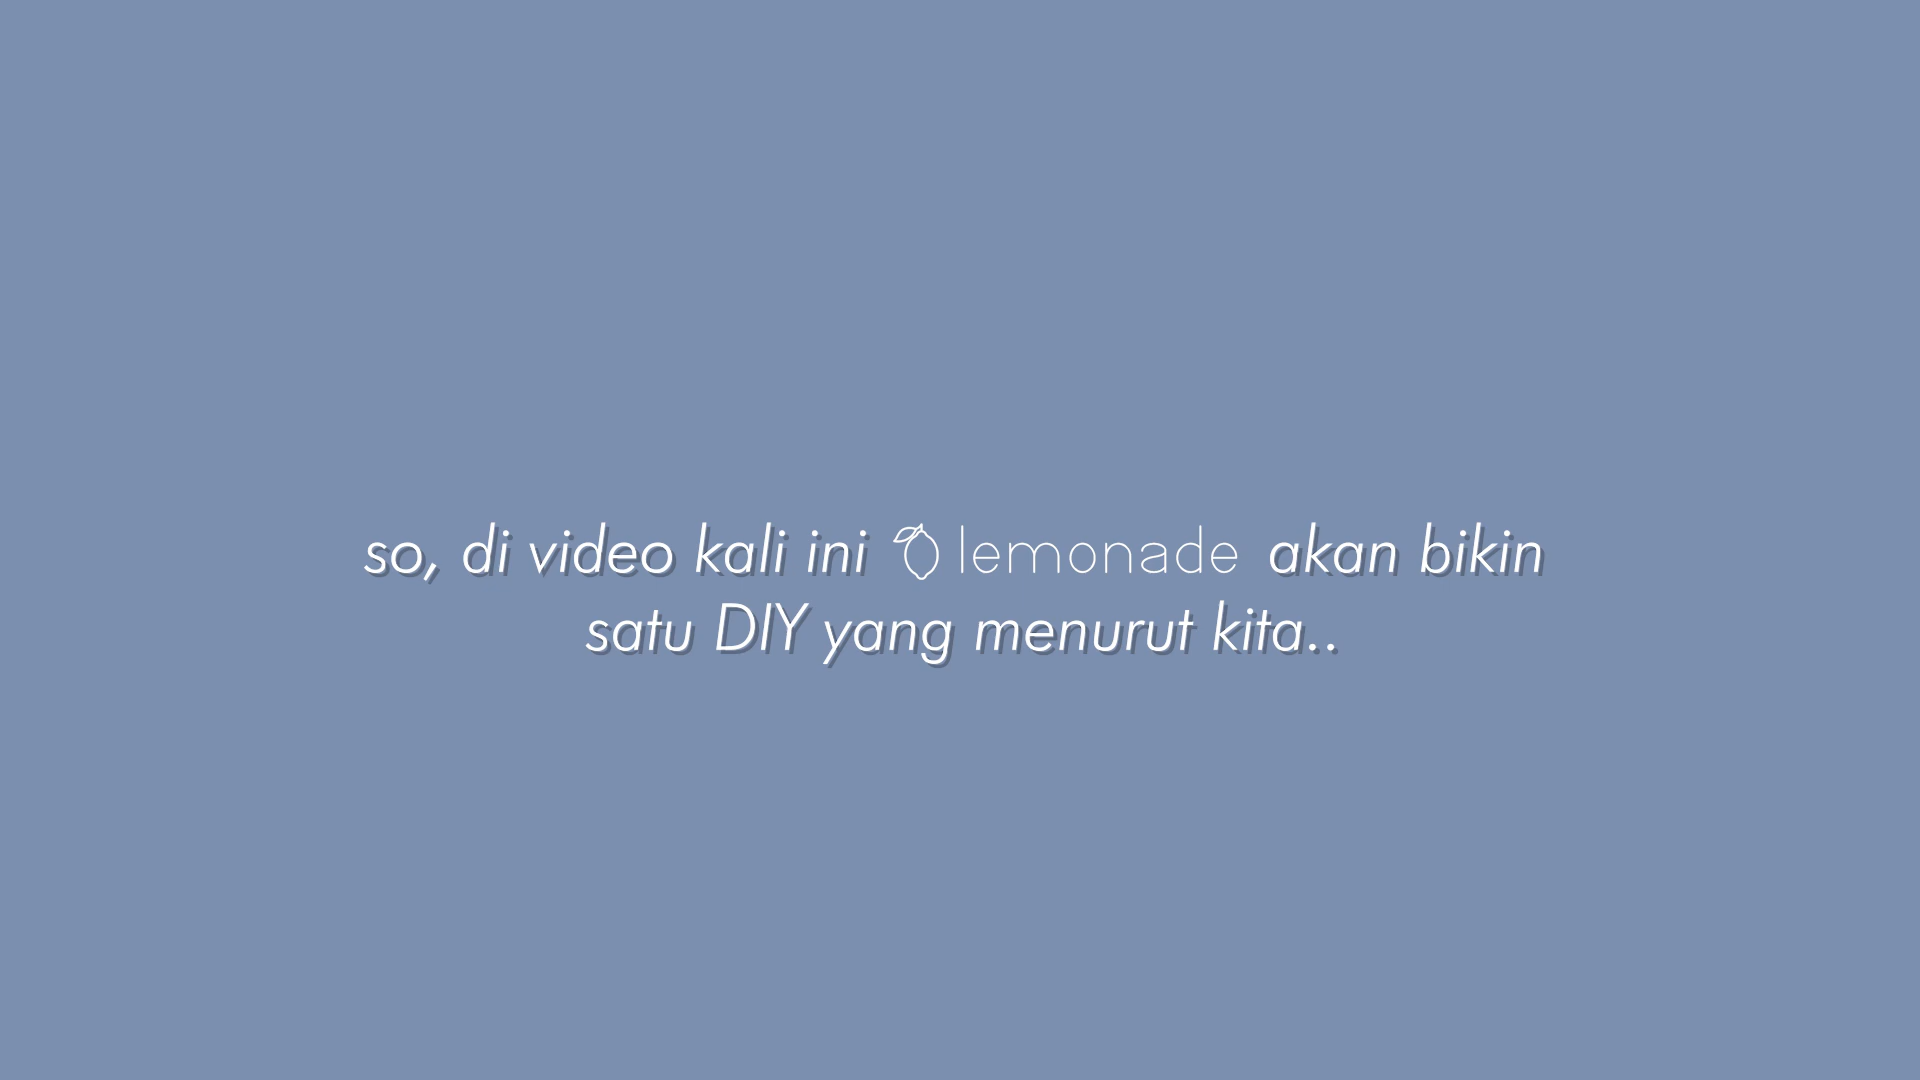 so, di video kali ini lemonade akan bikin
satu DIY yang menurut kita..